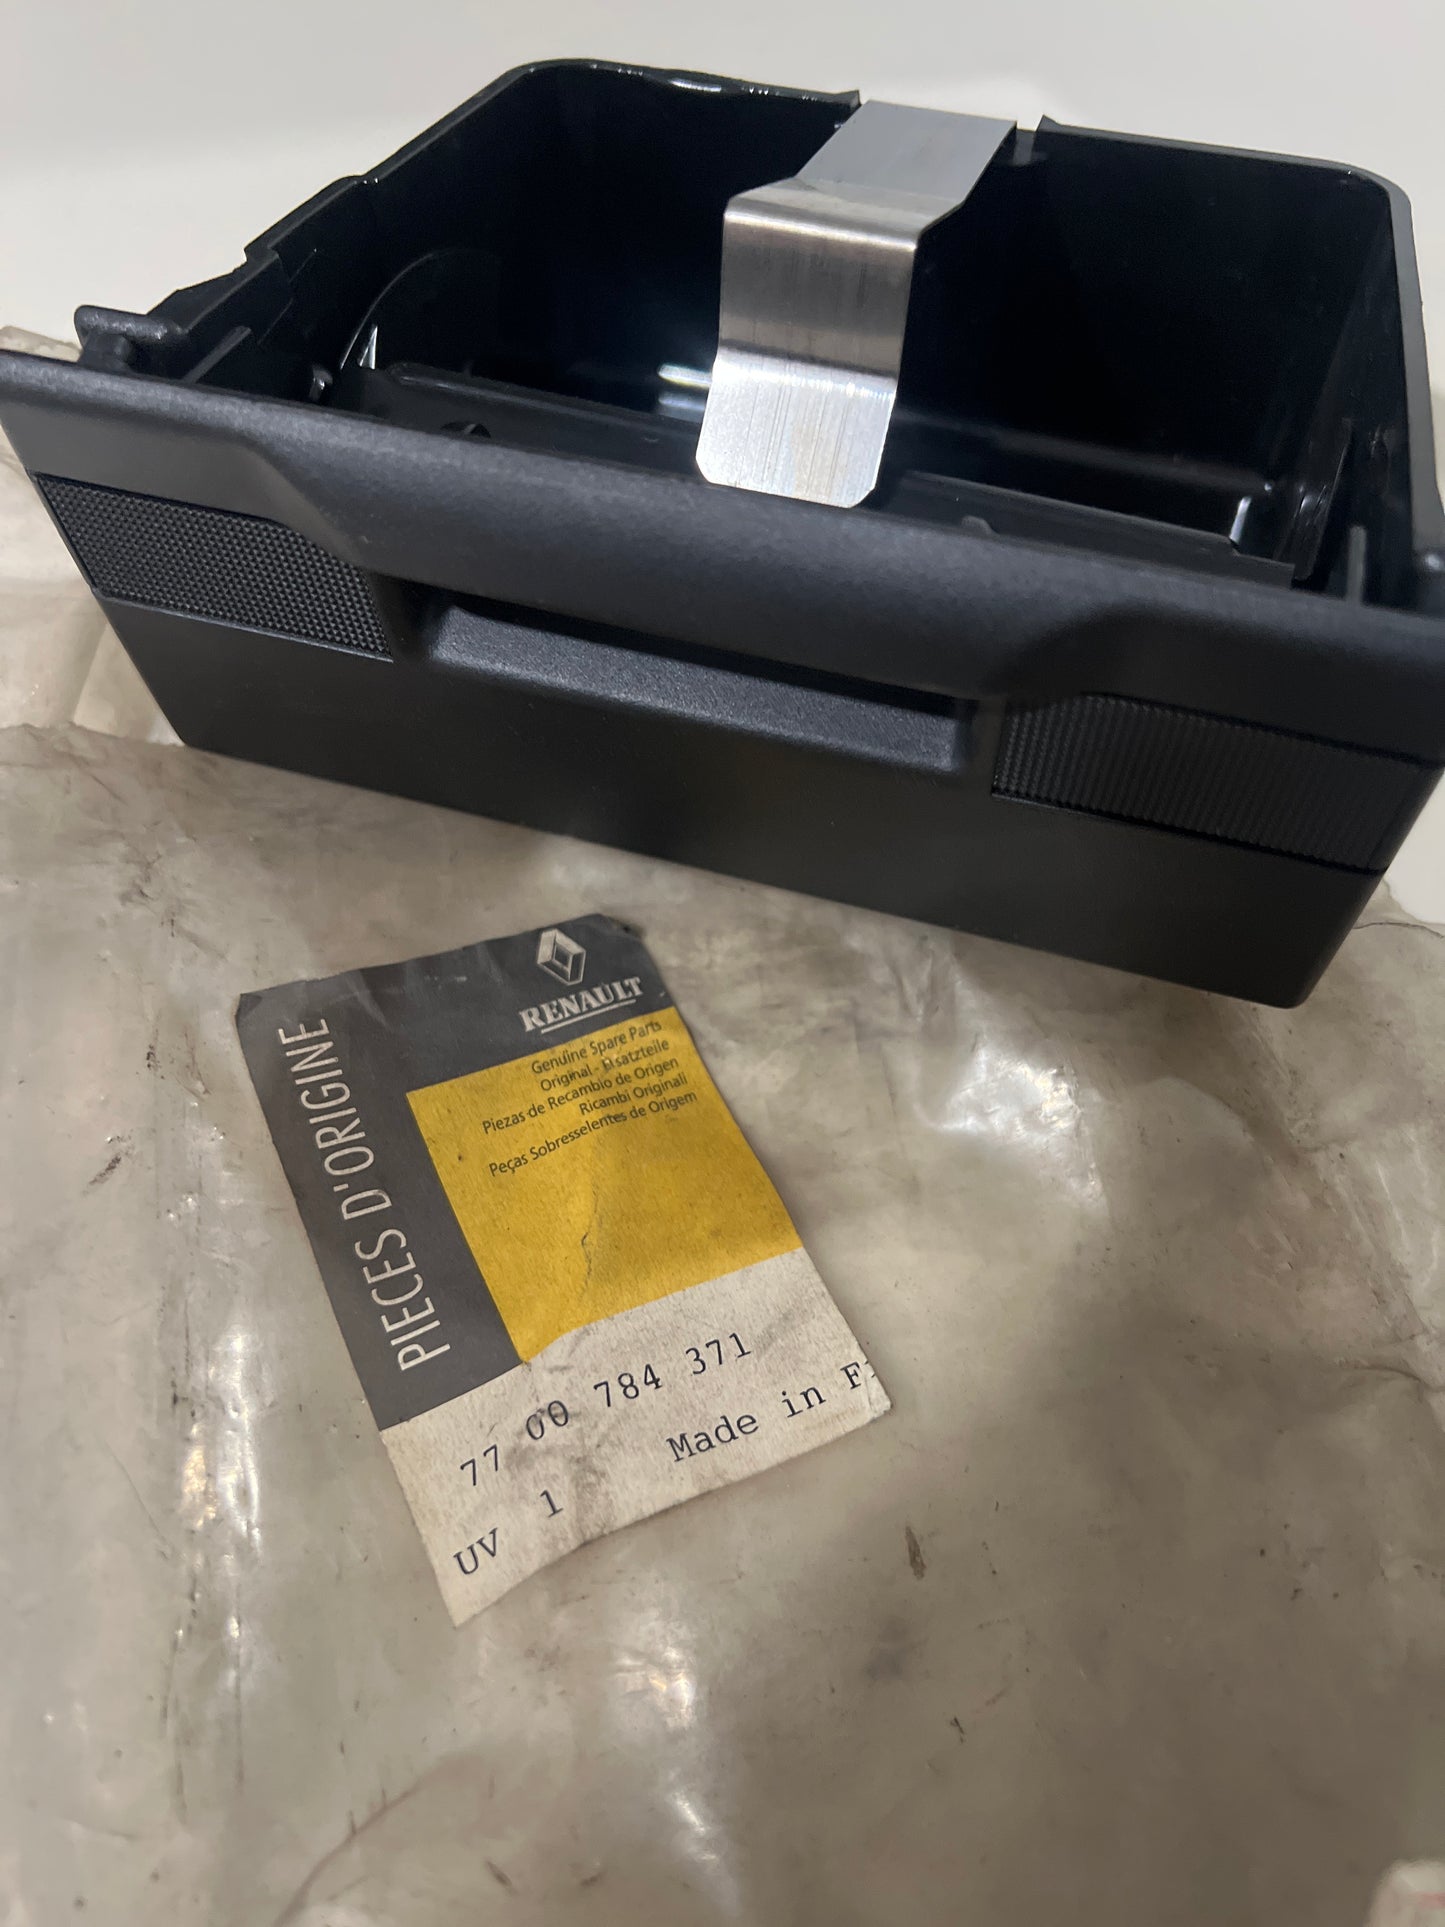 RENAULT
PIECES D'ORIGINE
Genuine Spare Parts
Original - Ersatzteile
Piezas de Recambio de Origen
Ricambi Originali
Peças Sobresselentes de Origem
77 00 784 371
UV 1 Made in